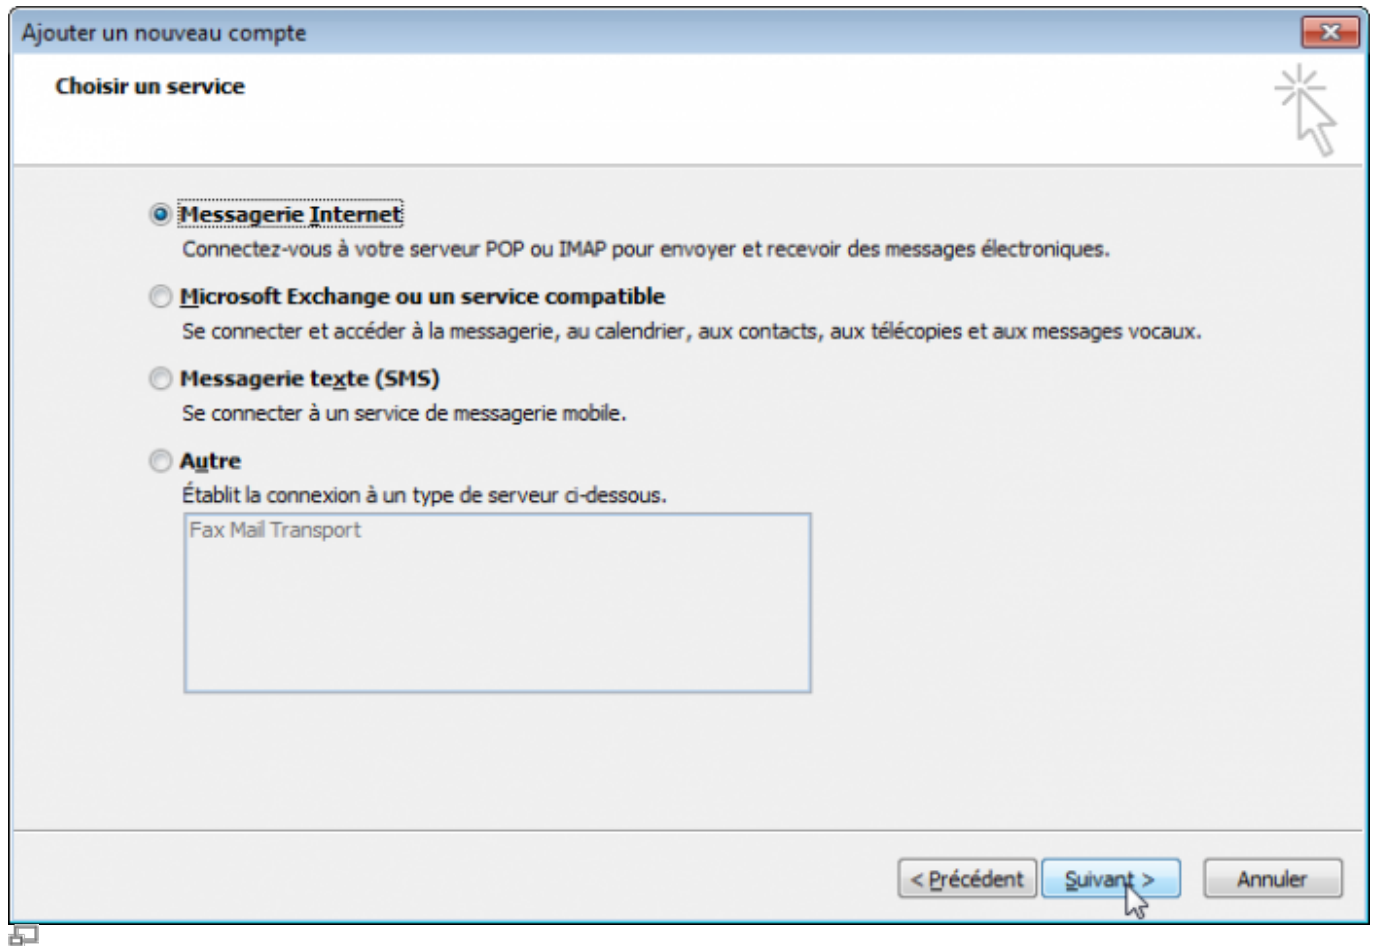 Ajouter un nouveau compte
Choisir un service
Messagerie Internet
Connectez-vous à votre serveur POP ou IMAP pour envoyer et recevoir des messages électroniques.
Microsoft Exchange ou un service compatible
Se connecter et accéder à la messagerie, au calendrier, aux contacts, aux télécopies et aux messages vocaux.
Messagerie texte (SMS)
Se connecter à un service de messagerie mobile.
Autre
Établit la connexion à un type de serveur ci-dessous.
Fax Mail Transport
< Précédent
Suivant >
Annuler